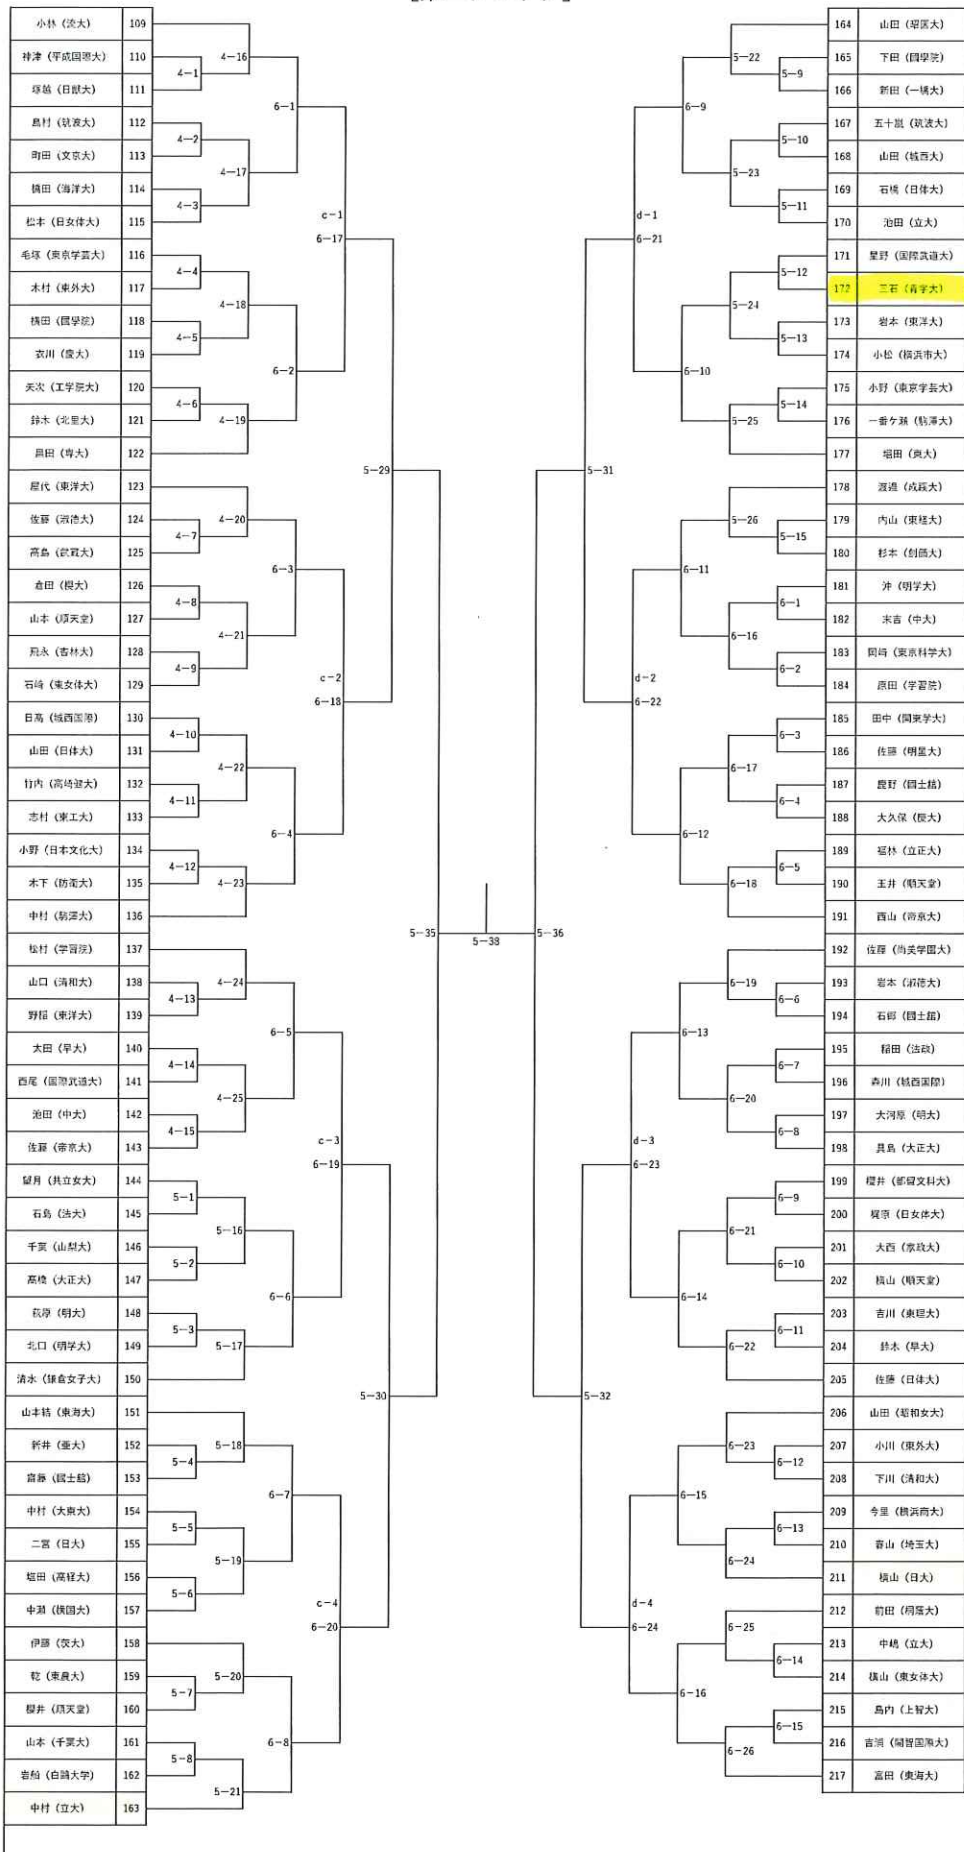 小林（流大） 109
神津（平成国際大） 110
塚越（日獣大） 111
島村（筑波大） 112
町田（文京大） 113
橋田（海洋大） 114
松本（日女体大） 115
毛塚（東京学芸大） 116
木村（東外大） 117
横田（國學院） 118
衣川（慶大） 119
矢次（工学院大） 120
鈴木（北里大） 121
昌田（専大） 122
屋代（東洋大） 123
佐藤（淑徳大） 124
高島（武蔵大） 125
倉田（桜大） 126
山本（順天堂） 127
飛永（杏林大） 128
石崎（東女体大） 129
日高（城西国際） 130
山田（日体大） 131
竹内（高崎健大） 132
志村（東工大） 133
小野（日本文化大） 134
木下（防衛大） 135
中村（駒澤大） 136
松村（学習院） 137
山口（清和大） 138
野稲（東洋大） 139
太田（早大） 140
西尾（国際武道大） 141
池田（中大） 142
佐藤（帝京大） 143
望月（共立女大） 144
石島（法大） 145
千葉（山梨大） 146
髙橋（大正大） 147
萩原（明大） 148
北口（明学大） 149
清水（鎌倉女子大） 150
山本結（東海大） 151
新井（亜大） 152
齋藤（國士舘） 153
中村（大東大） 154
二宮（日大） 155
塩田（高経大） 156
中瀬（横国大） 157
伊藤（茨大） 158
乾（東農大） 159
櫻井（順天堂） 160
山本（千葉大） 161
岩船（白鷗大学） 162
中村（立大） 163
4－1
4－2
4－3
4－4
4－5
4－6
4－7
4－8
4－9
4－10
4－11
4－12
4－13
4－14
4－15
5－1
5－2
5－3
5－4
5－5
5－6
5－7
5－8
4－16
4－17
4－18
4－19
4－20
4－21
4－22
4－23
4－24
4－25
5－16
5－17
5－18
5－19
5－20
5－21
6－1
6－2
6－3
6－4
6－5
6－6
6－7
6－8
c－1
6－17
c－2
6－18
c－3
6－19
c－4
6－20
5－29
5－30
5－35
5－38
5－36
5－31
5－32
d－1
6－21
d－2
6－22
d－3
6－23
d－4
6－24
6－9
6－10
6－11
6－12
6－13
6－14
6－15
6－16
5－22
5－23
5－24
5－25
5－26
6－16
6－17
6－18
6－19
6－20
6－21
6－22
6－23
6－24
6－25
6－26
5－9
5－10
5－11
5－12
5－13
5－14
5－15
6－1
6－2
6－3
6－4
6－5
6－6
6－7
6－8
6－9
6－10
6－11
6－12
6－13
6－14
6－15
164 山田（昭医大）
165 下田（國學院）
166 新田（一橋大）
167 五十嵐（筑波大）
168 山田（城西大）
169 石橋（日体大）
170 池田（立大）
171 星野（国際武道大）
172 三石（青学大）
173 岩本（東洋大）
174 小松（横浜市大）
175 小野（東京学芸大）
176 一番ケ瀬（駒澤大）
177 堀田（東大）
178 渡邉（成蹊大）
179 内山（東経大）
180 杉本（創価大）
181 沖（明学大）
182 末吉（中大）
183 岡崎（東京科学大）
184 原田（学習院）
185 田中（関東学大）
186 佐藤（明星大）
187 鹿野（國士舘）
188 大久保（桜大）
189 福林（立正大）
190 玉井（順天堂）
191 西山（帝京大）
192 佐藤（尚美学園大）
193 岩本（淑徳大）
194 石郷（國士舘）
195 稲田（法政）
196 森川（城西国際）
197 大河原（明大）
198 具島（大正大）
199 櫻井（都留文科大）
200 梶原（日女体大）
201 大西（家政大）
202 横山（順天堂）
203 吉川（東理大）
204 鈴木（早大）
205 佐藤（日体大）
206 山田（昭和女大）
207 小川（東外大）
208 下川（清和大）
209 今里（横浜商大）
210 春山（埼玉大）
211 横山（日大）
212 前田（桐蔭大）
213 中嶋（立大）
214 横山（東女体大）
215 島内（上智大）
216 吉浦（開智国際大）
217 富田（東海大）